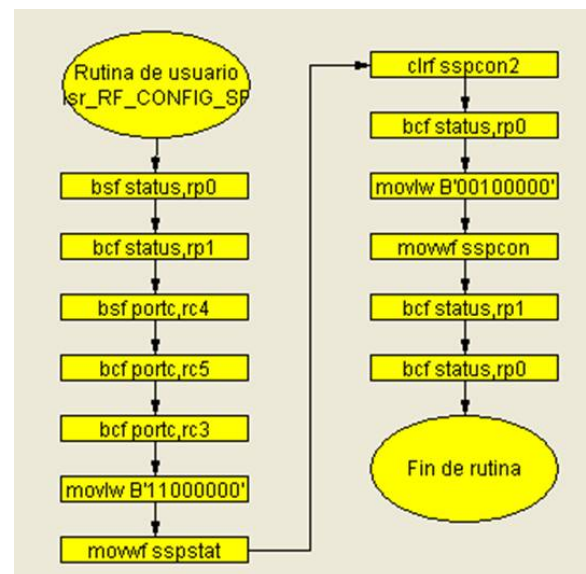 Rutina de usuario
usr_RF_CONFIG_SP
bsf status,rp0
bcf status,rp1
bsf portc,rc4
bcf portc,rc5
bcf portc,rc3
movlw B'11000000'
movwf sspstat
clrf sspcon2
bcf status,rp0
movlw B'00100000'
movwf sspcon
bcf status,rp1
bcf status,rp0
Fin de rutina